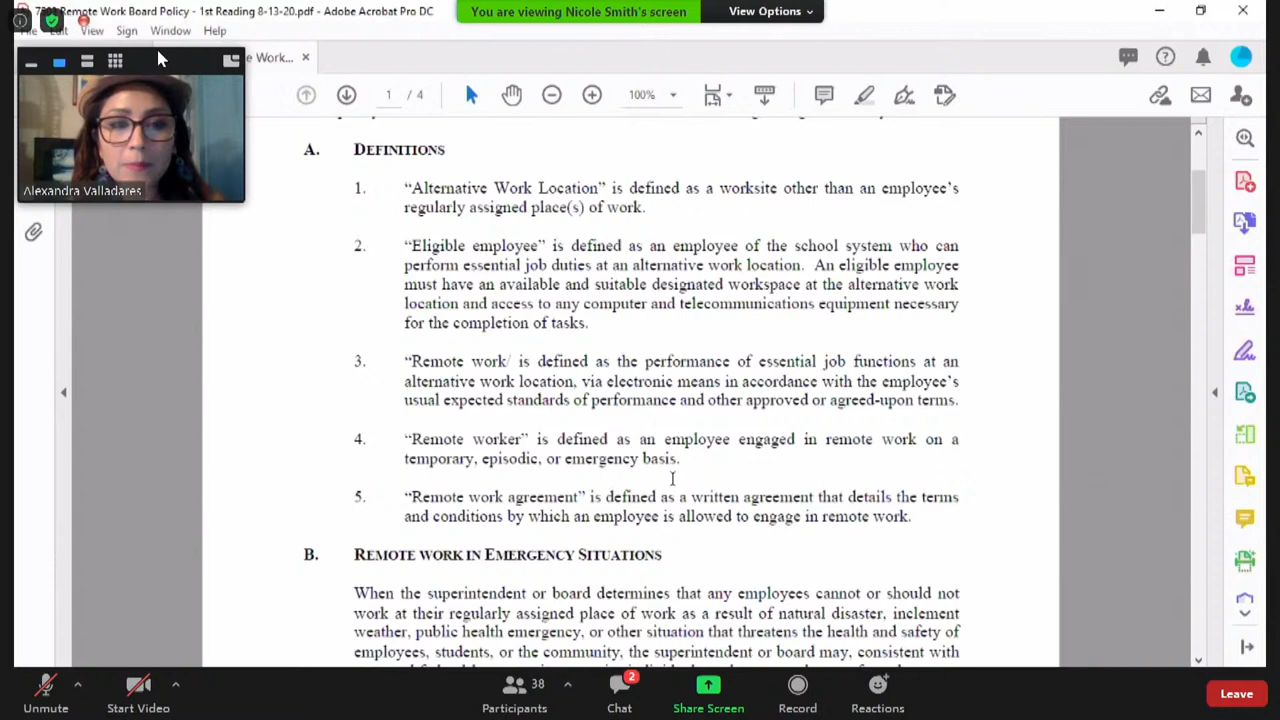 7503 Remote Work Board Policy - 1st Reading 8-13-20.pdf - Adobe Acrobat Pro DC
You are viewing Nicole Smith's screen
View Options
File Edit View Sign Window Help
e Work...
1 / 4
100%
Alexandra Valladares
A. DEFINITIONS
1. “Alternative Work Location” is defined as a worksite other than an employee’s
regularly assigned place(s) of work.
2. “Eligible employee” is defined as an employee of the school system who can
perform essential job duties at an alternative work location. An eligible employee
must have an available and suitable designated workspace at the alternative work
location and access to any computer and telecommunications equipment necessary
for the completion of tasks.
3. “Remote work/ is defined as the performance of essential job functions at an
alternative work location, via electronic means in accordance with the employee’s
usual expected standards of performance and other approved or agreed-upon terms.
4. “Remote worker” is defined as an employee engaged in remote work on a
temporary, episodic, or emergency basis.
5. “Remote work agreement” is defined as a written agreement that details the terms
and conditions by which an employee is allowed to engage in remote work.
B. REMOTE WORK IN EMERGENCY SITUATIONS
When the superintendent or board determines that any employees cannot or should not
work at their regularly assigned place of work as a result of natural disaster, inclement
weather, public health emergency, or other situation that threatens the health and safety of
employees, students, or the community, the superintendent or board may, consistent with
Unmute
Start Video
38
Participants
2
Chat
Share Screen
Record
Reactions
Leave